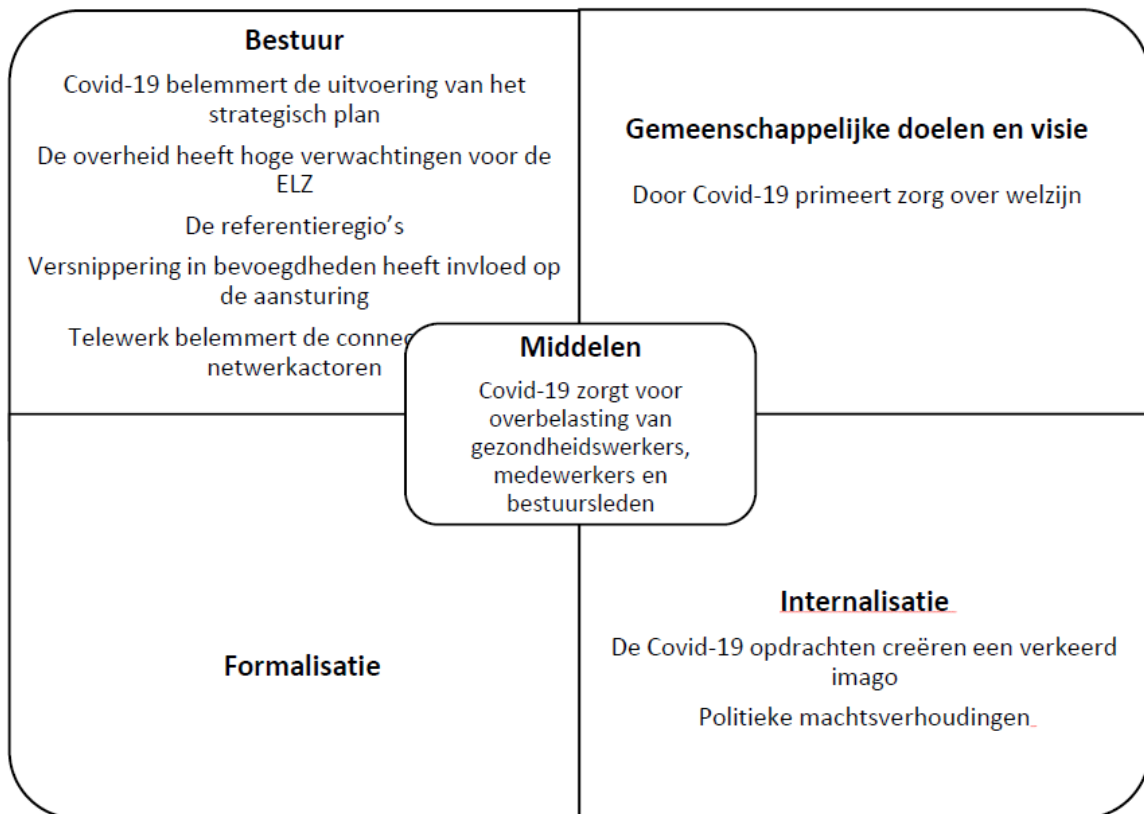 Bestuur
Covid-19 belemmert de uitvoering van het
strategisch plan
De overheid heeft hoge verwachtingen voor de
ELZ
De referentieregio's
Versnippering in bevoegdheden heeft invloed op
de aansturing
Telewerk belemmert de
netwerkactoren
Gemeenschappelijke doelen en visie
Door Covid-19 primeert zorg over welzijn
Middelen
Covid-19 zorgt voor
overbelasting van
gezondheidswerkers,
medewerkers en
bestuursleden
Formalisatie
Internalisatie
De Covid-19 opdrachten creëren een verkeerd
imago
Politieke machtsverhoudingen